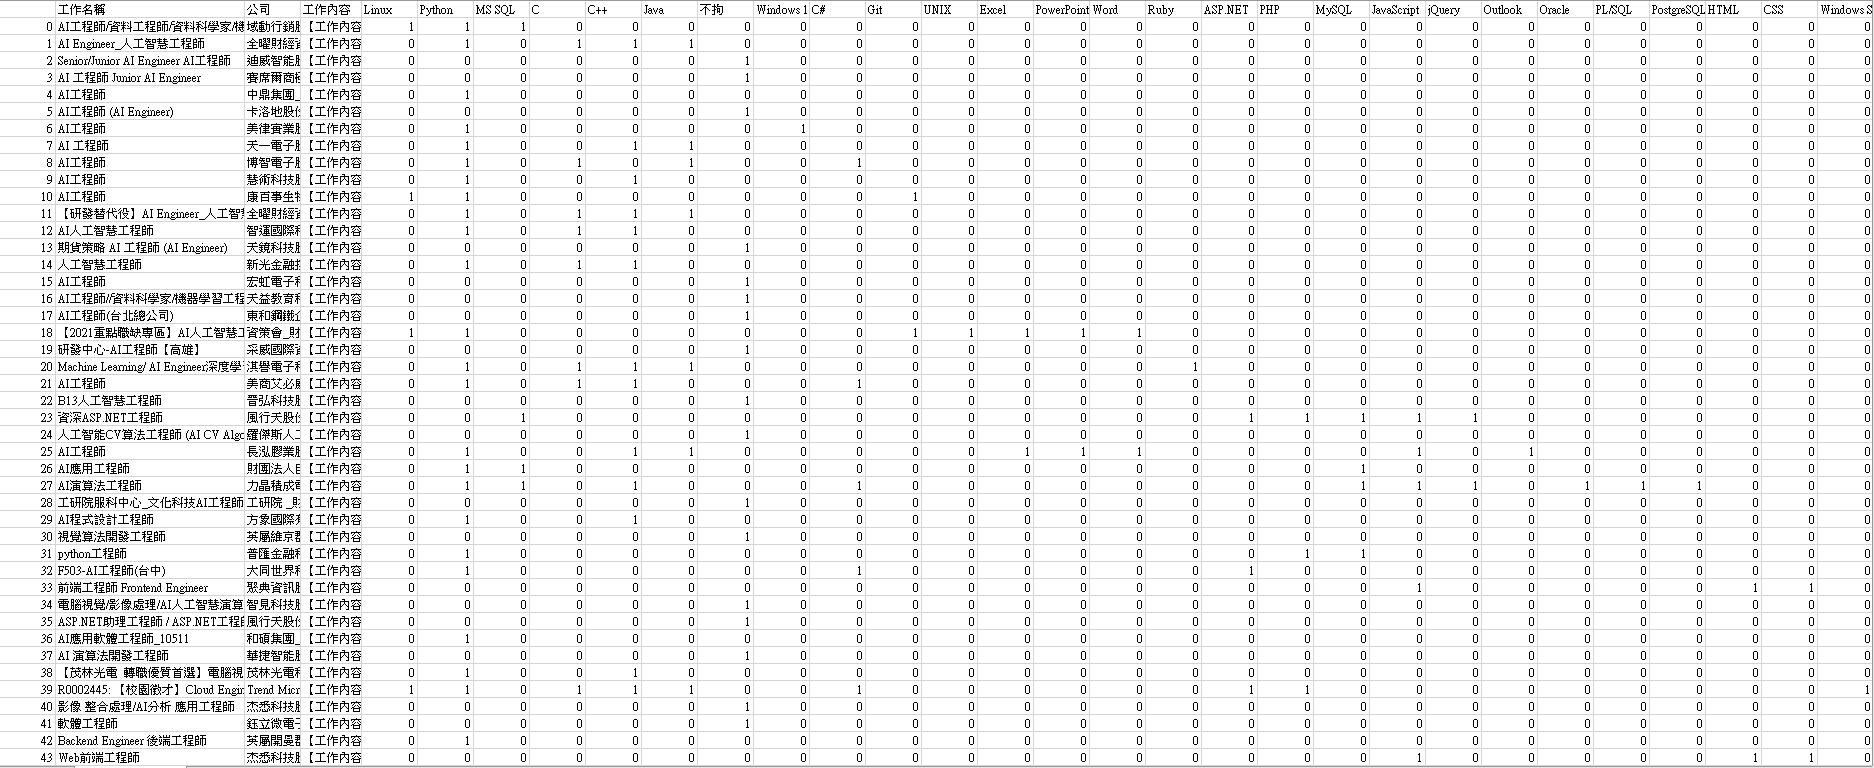 工作名稱 公司 工作內容 Linux Python MS SQL C C++ Java 不拘 Windows 1 C# Git UNIX Excel PowerPoint Word Ruby ASP.NET PHP MySQL JavaScript jQuery Outlook Oracle PL/SQL PostgreSQL HTML CSS Windows S
0 AI工程師/資料工程師/資料科學家/機 域動行銷 【工作內容 1 1 1 0 0 0 0 0 0 0 0 0 0 0 0 0 0 0 0 0 0 0 0 0 0 0 0
1 AI Engineer_人工智慧工程師 全曜財經 【工作內容 0 1 0 1 1 1 0 0 0 0 0 0 0 0 0 0 0 0 0 0 0 0 0 0 0 0 0
2 Senior/Junior AI Engineer AI工程師 迪威智能 【工作內容 0 0 0 0 0 0 1 0 0 0 0 0 0 0 0 0 0 0 0 0 0 0 0 0 0 0 0
3 AI 工程師 Junior AI Engineer 賽席爾商 【工作內容 0 0 0 0 0 0 1 0 0 0 0 0 0 0 0 0 0 0 0 0 0 0 0 0 0 0 0
4 AI工程師 中鼎集團_ 【工作內容 0 1 0 0 0 0 0 0 0 0 0 0 0 0 0 0 0 0 0 0 0 0 0 0 0 0 0
5 AI工程師 (AI Engineer) 卡洛地股 【工作內容 0 0 0 0 0 0 1 0 0 0 0 0 0 0 0 0 0 0 0 0 0 0 0 0 0 0 0
6 AI工程師 美律實業 【工作內容 0 1 0 0 0 0 0 1 0 0 0 0 0 0 0 0 0 0 0 0 0 0 0 0 0 0 0
7 AI 工程師 天一電子 【工作內容 0 1 0 0 1 1 0 0 0 0 0 0 0 0 0 0 0 0 0 0 0 0 0 0 0 0 0
8 AI工程師 博智電子 【工作內容 0 1 0 1 0 1 0 0 1 0 0 0 0 0 0 0 0 0 0 0 0 0 0 0 0 0 0
9 AI工程師 慧術科技 【工作內容 0 1 0 0 1 0 0 0 0 0 0 0 0 0 0 0 0 0 0 0 0 0 0 0 0 0 0
10 AI工程師 康百事生 【工作內容 1 1 0 0 0 0 0 0 0 1 0 0 0 0 0 0 0 0 0 0 0 0 0 0 0 0 0
11 【研發替代役】AI Engineer_人工智 全曜財經 【工作內容 0 1 0 1 1 1 0 0 0 0 0 0 0 0 0 0 0 0 0 0 0 0 0 0 0 0 0
12 AI人工智慧工程師 智運國際 【工作內容 0 1 0 1 1 0 0 0 0 0 0 0 0 0 0 0 0 0 0 0 0 0 0 0 0 0 0
13 期貨策略 AI 工程師 (AI Engineer) 天鏡科技 【工作內容 0 0 0 0 0 0 1 0 0 0 0 0 0 0 0 0 0 0 0 0 0 0 0 0 0 0 0
14 人工智慧工程師 新光金融 【工作內容 0 1 0 1 1 0 0 0 0 0 0 0 0 0 0 0 0 0 0 0 0 0 0 0 0 0 0
15 AI工程師 宏虹電子 【工作內容 0 0 0 0 0 0 1 0 0 0 0 0 0 0 0 0 0 0 0 0 0 0 0 0 0 0 0
16 AI工程師//資料科學家/機器學習工程 天益教育 【工作內容 0 0 0 0 0 0 1 0 0 0 0 0 0 0 0 0 0 0 0 0 0 0 0 0 0 0 0
17 AI工程師(台北總公司) 東和鋼鐵 【工作內容 0 0 0 0 0 0 1 0 0 0 0 0 0 0 0 0 0 0 0 0 0 0 0 0 0 0 0
18 【2021重點職缺專區】AI人工智慧 資策會_財 【工作內容 1 1 0 0 0 0 0 0 0 1 1 1 1 1 0 0 0 0 0 0 0 0 0 0 0 0 0
19 研發中心-AI工程師【高雄】 采威國際 【工作內容 0 0 0 0 0 0 1 0 0 0 0 0 0 0 0 0 0 0 0 0 0 0 0 0 0 0 0
20 Machine Learning/ AI Engineer深度學 淇譽電子 【工作內容 0 1 0 1 1 1 0 0 0 0 0 0 0 0 1 0 0 0 0 0 0 0 0 0 0 0 0
21 AI工程師 美商艾必 【工作內容 0 1 0 1 1 0 0 0 1 0 0 0 0 0 0 0 0 0 0 0 0 0 0 0 0 0 0
22 B13人工智慧工程師 晉弘科技 【工作內容 0 0 0 0 0 0 1 0 0 0 0 0 0 0 0 0 0 0 0 0 0 0 0 0 0 0 0
23 資深ASP.NET工程師 風行天股 【工作內容 0 0 1 0 0 0 0 0 0 0 0 0 0 0 0 1 1 1 1 1 0 0 0 0 0 0 0
24 人工智能CV算法工程師 (AI CV Algo 羅傑斯人工 【工作內容 0 0 0 0 0 0 1 0 0 0 0 0 0 0 0 0 0 0 0 0 0 0 0 0 0 0 0
25 AI工程師 長泓膠業 【工作內容 0 1 0 0 1 1 0 0 0 0 0 1 1 1 0 0 0 0 1 0 1 0 0 0 0 0 0
26 AI應用工程師 財團法人 【工作內容 0 1 1 0 0 0 0 0 0 0 0 0 0 0 0 0 0 1 0 0 0 0 0 0 0 0 0
27 AI演算法工程師 力晶積成 【工作內容 0 1 1 0 1 0 0 0 1 0 0 0 0 0 0 0 0 1 1 1 0 1 1 1 0 0 0
28 工研院服科中心_文化科技AI工程師 工研院 _財 【工作內容 0 0 0 0 0 0 1 0 0 0 0 0 0 0 0 0 0 0 0 0 0 0 0 0 0 0 0
29 AI程式設計工程師 方象國際 【工作內容 0 1 0 0 1 0 0 0 0 0 0 0 0 0 0 0 0 0 0 0 0 0 0 0 0 0 0
30 視覺算法開發工程師 英屬維京 【工作內容 0 0 0 0 0 0 1 0 0 0 0 0 0 0 0 0 0 0 0 0 0 0 0 0 0 0 0
31 python工程師 普匯金融 【工作內容 0 1 0 0 0 0 0 0 0 0 0 0 0 0 0 0 1 1 0 0 0 0 0 0 0 0 0
32 F503-AI工程師(台中) 大同世界 【工作內容 0 1 0 0 0 0 0 0 1 0 0 0 0 0 0 1 0 0 0 0 0 0 0 0 0 0 0
33 前端工程師 Frontend Engineer 聚典資訊 【工作內容 0 0 0 0 0 0 0 0 0 0 0 0 0 0 0 0 0 0 1 0 0 0 0 0 1 1 0
34 電腦視覺/影像處理/AI人工智慧演算 智見科技 【工作內容 0 0 0 0 0 0 1 0 0 0 0 0 0 0 0 0 0 0 0 0 0 0 0 0 0 0 0
35 ASP.NET助理工程師 / ASP.NET工程 風行天股 【工作內容 0 0 0 0 0 0 1 0 0 0 0 0 0 0 0 0 0 0 0 0 0 0 0 0 0 0 0
36 AI應用軟體工程師_10511 和碩集團_ 【工作內容 0 1 0 0 0 0 0 0 0 0 0 0 0 0 0 0 0 0 0 0 0 0 0 0 0 0 0
37 AI 演算法開發工程師 華捷智能 【工作內容 0 0 0 0 0 0 1 0 0 0 0 0 0 0 0 0 0 0 0 0 0 0 0 0 0 0 0
38 【茂林光電 轉職優質首選】電腦視 茂林光電 【工作內容 0 1 0 0 1 0 0 0 0 0 0 0 0 0 0 0 0 0 0 0 0 0 0 0 0 0 0
39 R0002445: 【校園徵才】Cloud Engin Trend Micr 【工作內容 1 1 0 1 1 1 0 0 1 0 0 0 0 0 0 1 1 0 0 0 0 0 0 0 0 0 1
40 影像 整合處理/AI分析 應用工程師 杰悉科技 【工作內容 0 0 0 0 0 0 1 0 0 0 0 0 0 0 0 0 0 0 0 0 0 0 0 0 0 0 0
41 軟體工程師 鈺立微電 【工作內容 0 0 0 0 0 0 1 0 0 0 0 0 0 0 0 0 0 0 0 0 0 0 0 0 0 0 0
42 Backend Engineer 後端工程師 英屬開曼 【工作內容 0 1 0 0 0 0 0 0 0 0 0 0 0 0 0 0 0 0 0 0 0 0 0 0 0 0 0
43 Web前端工程師 杰悉科技 【工作內容 0 0 0 0 0 0 0 0 0 0 0 0 0 0 0 0 0 0 1 0 0 0 0 0 1 1 0